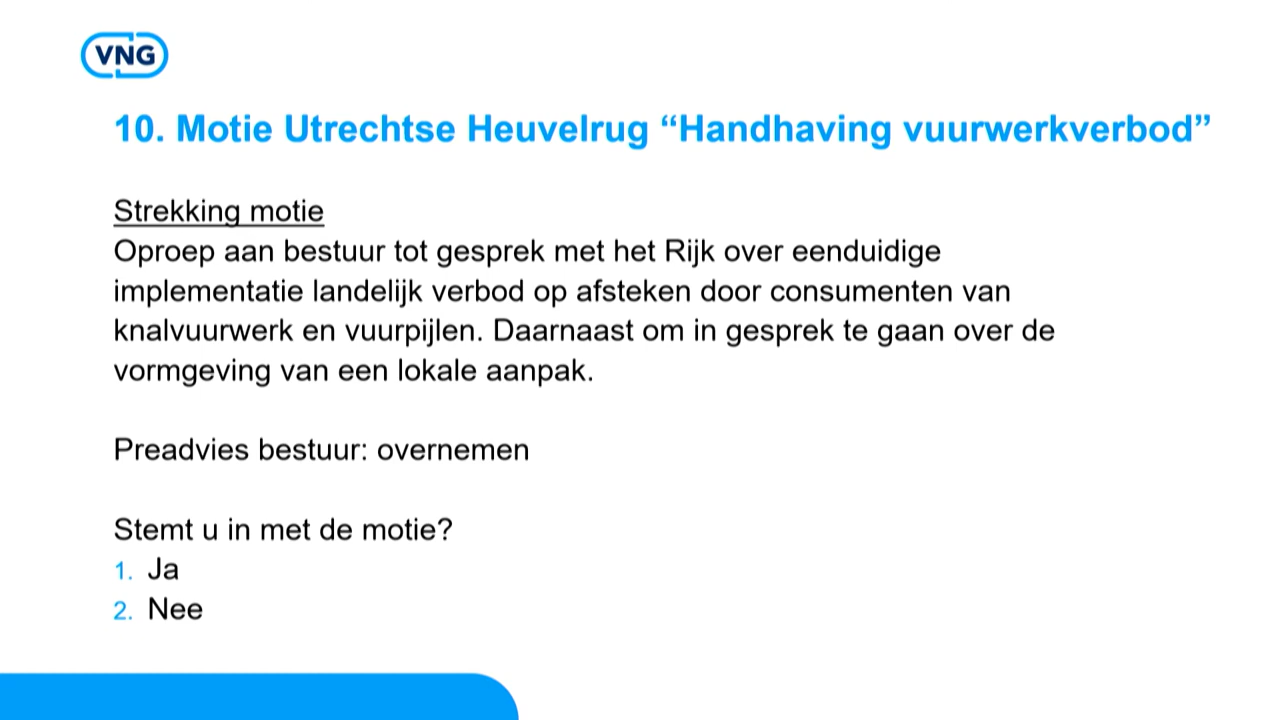 VNG
10. Motie Utrechtse Heuvelrug “Handhaving vuurwerkverbod”
Strekking motie
Oproep aan bestuur tot gesprek met het Rijk over eenduidige
implementatie landelijk verbod op afsteken door consumenten van
knalvuurwerk en vuurpijlen. Daarnaast om in gesprek te gaan over de
vormgeving van een lokale aanpak.
Preadvies bestuur: overnemen
Stemt u in met de motie?
1. Ja
2. Nee